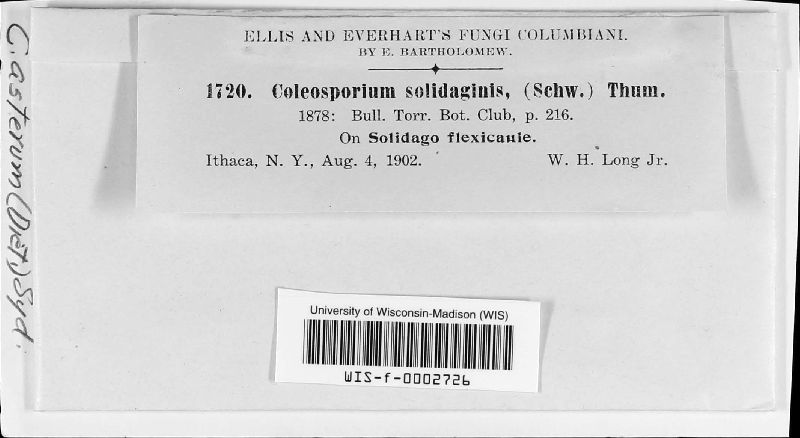 ELLIS AND EVERHART'S FUNGI COLUMBIANI.
BY E. BARTHOLOMEW.
1720. Coleosporium solidaginis, (Schw.) Thum.
1878: Bull. Torr. Bot. Club, p. 216.
On Solidago flexicaule.
Ithaca, N. Y., Aug. 4, 1902. W. H. Long Jr.
C. asterum (Diet.) Syd.
University of Wisconsin-Madison (WIS)
WIS-f-0002726